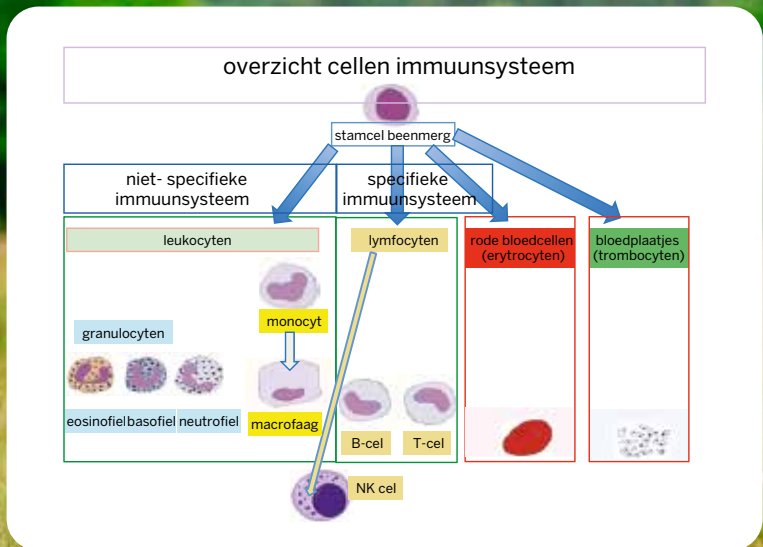 overzicht cellen immuunsysteem
stamcel beenmerg
niet- specifieke
immuunsysteem
specifieke
immuunsysteem
leukocyten
lymfocyten
rode bloedcellen
(erytrocyten)
bloedplaatjes
(trombocyten)
monocyt
granulocyten
eosinofiel
basofiel
neutrofiel
macrofaag
B-cel
T-cel
NK cel